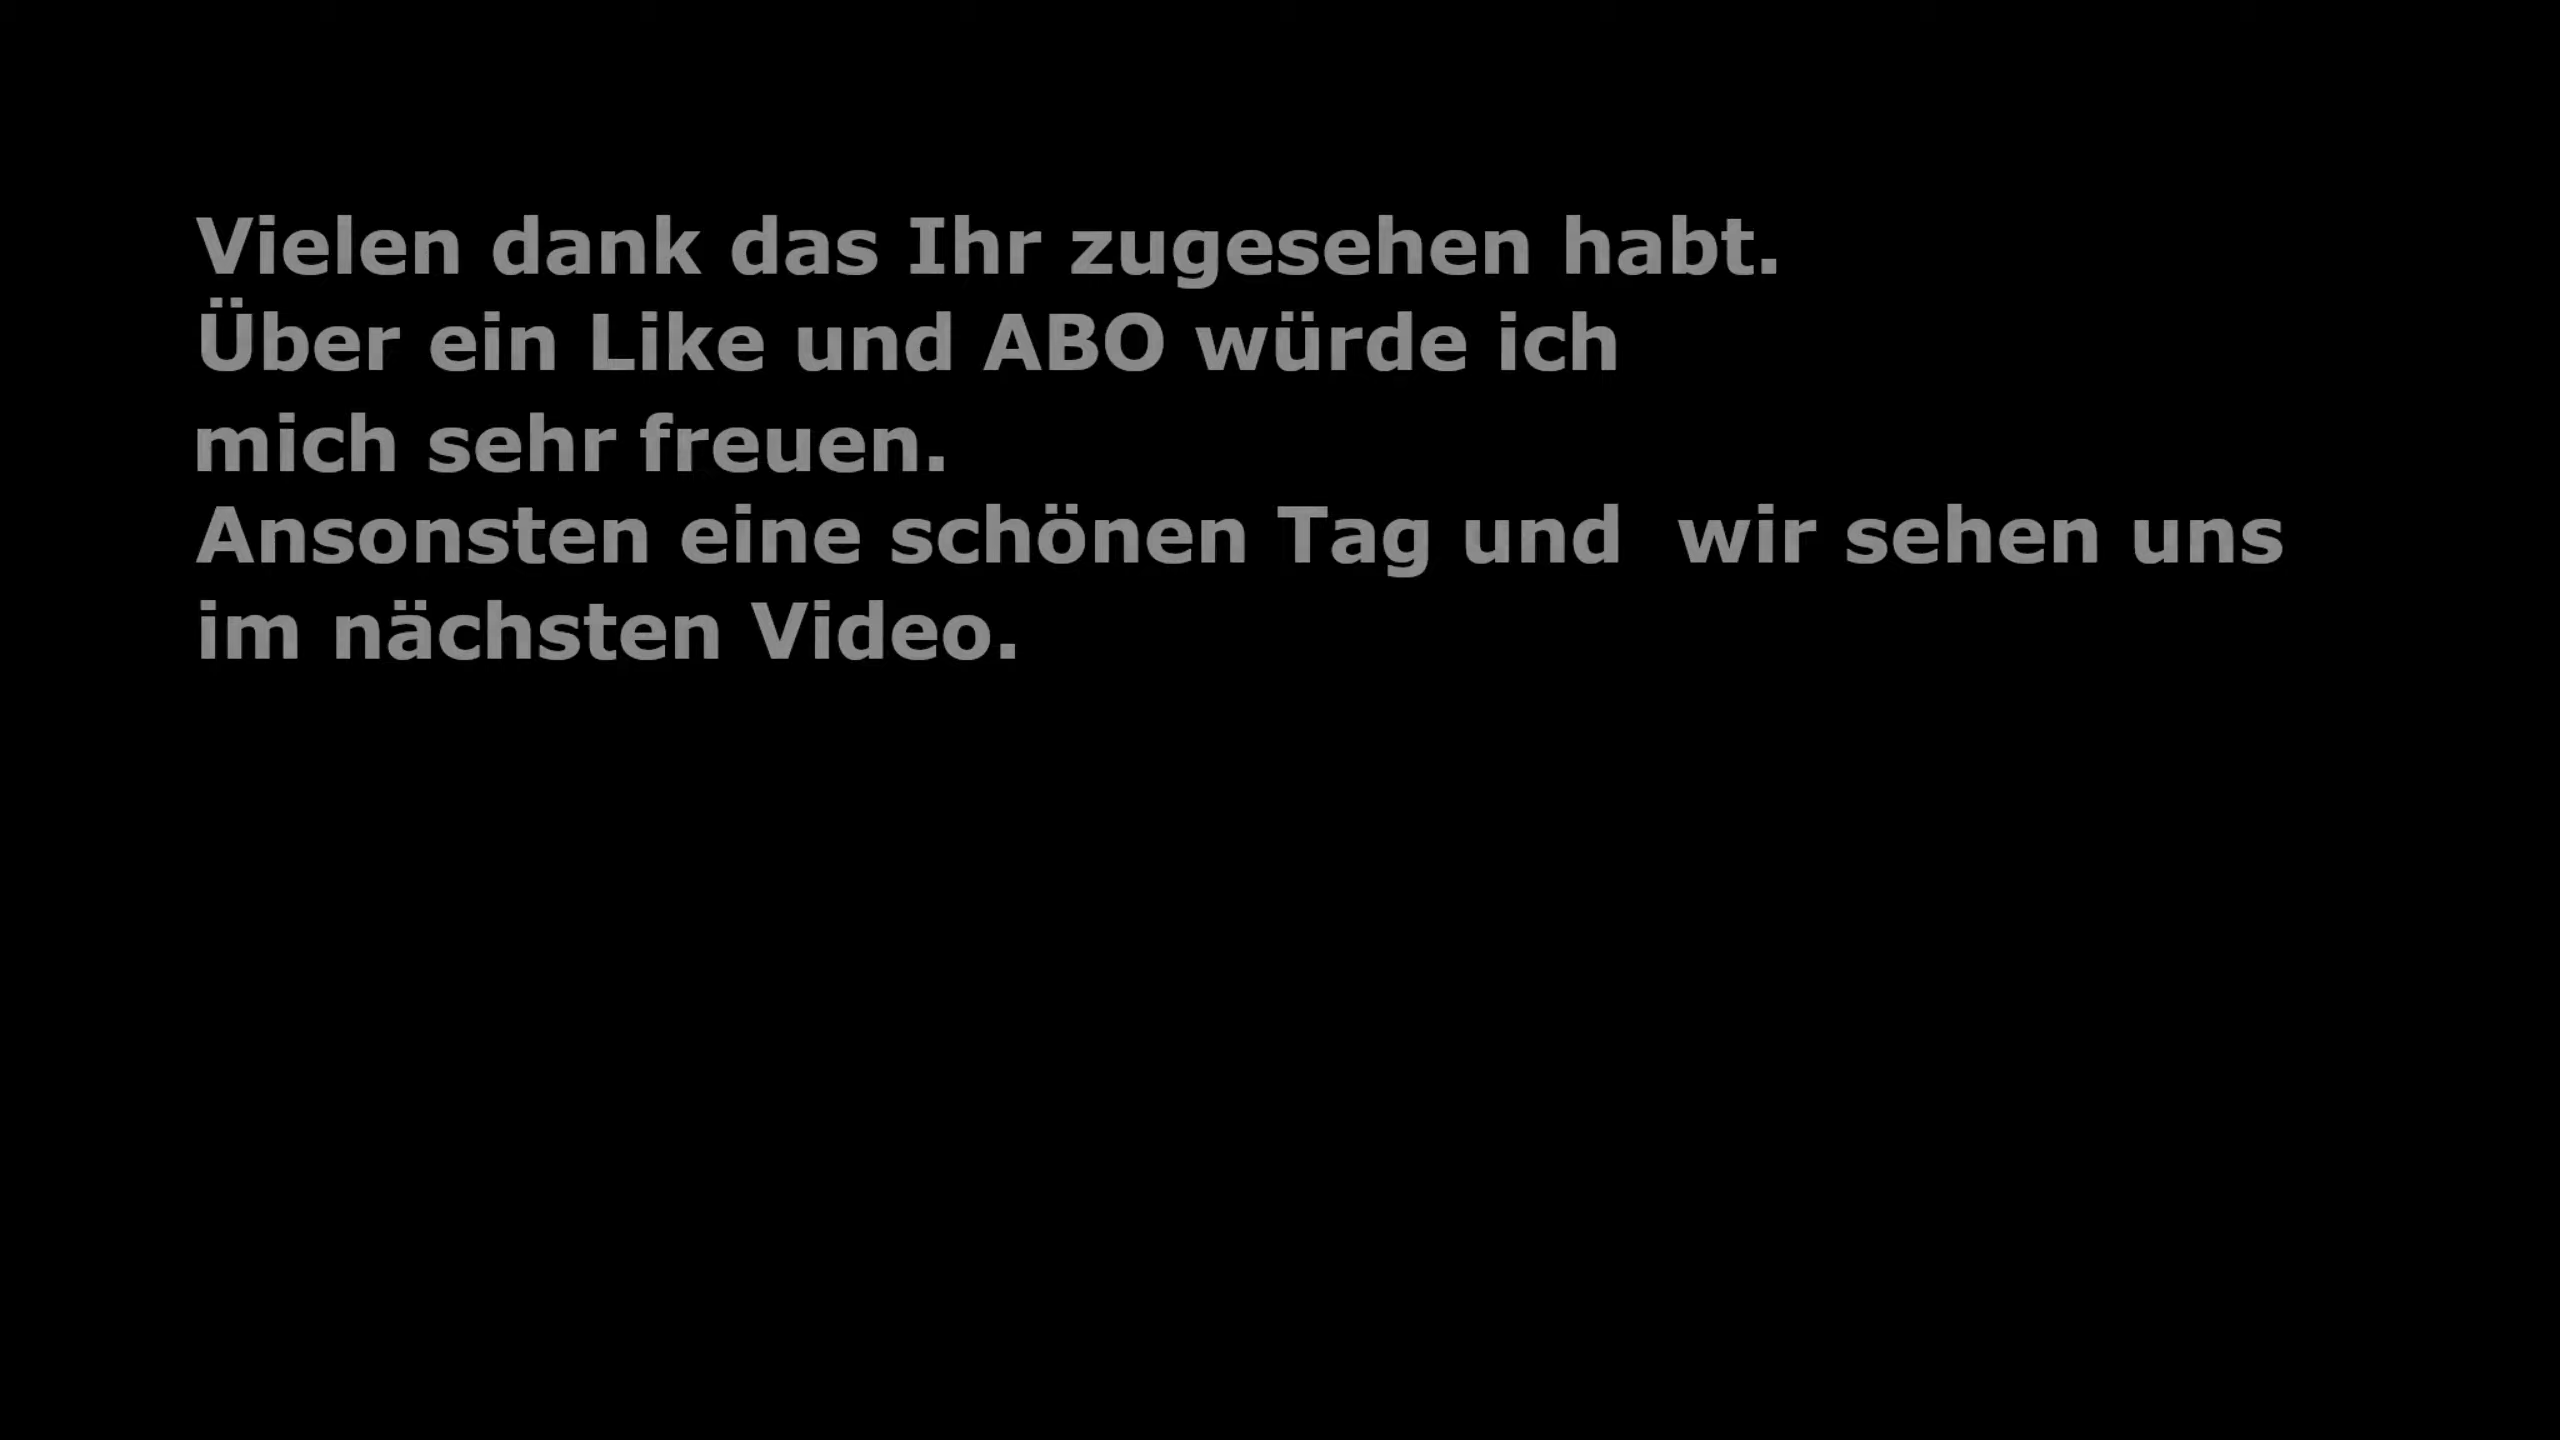 Vielen dank das Ihr zugesehen habt.
Über ein Like und ABO würde ich
mich sehr freuen.
Ansonsten eine schönen Tag und  wir sehen uns
im nächsten Video.